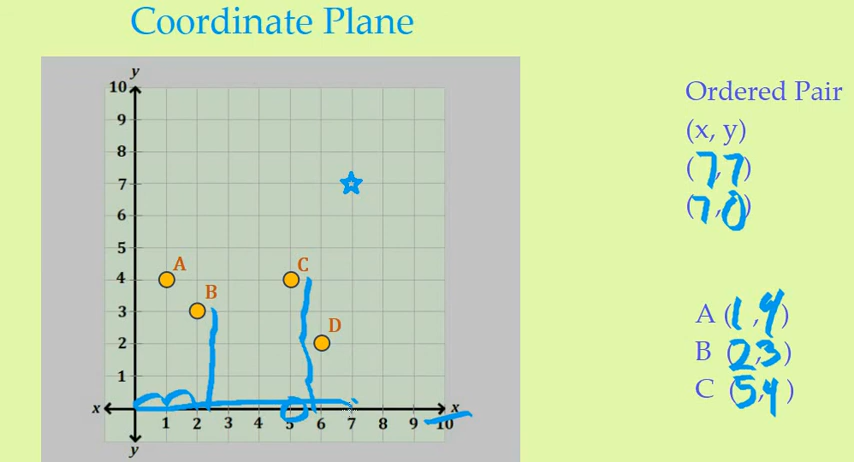 Coordinate Plane
y
10
9
8
7
6
5
4
3
2
1
A
B
C
D
x
1 2 3 4 5 6 7 8 9 10
x
y
Ordered Pair
(x, y)
(7,7)
(7,0)
A (1,4)
B (2,3)
C (5,4)